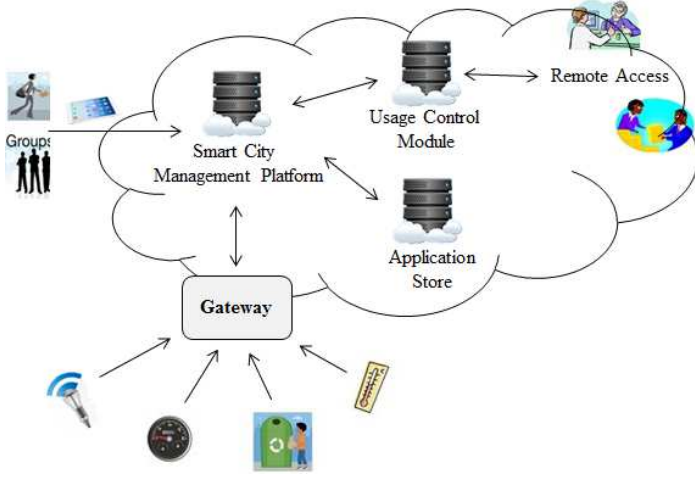 Remote Access
Usage Control
Module
Groups
Smart City
Management Platform
Application
Store
Gateway